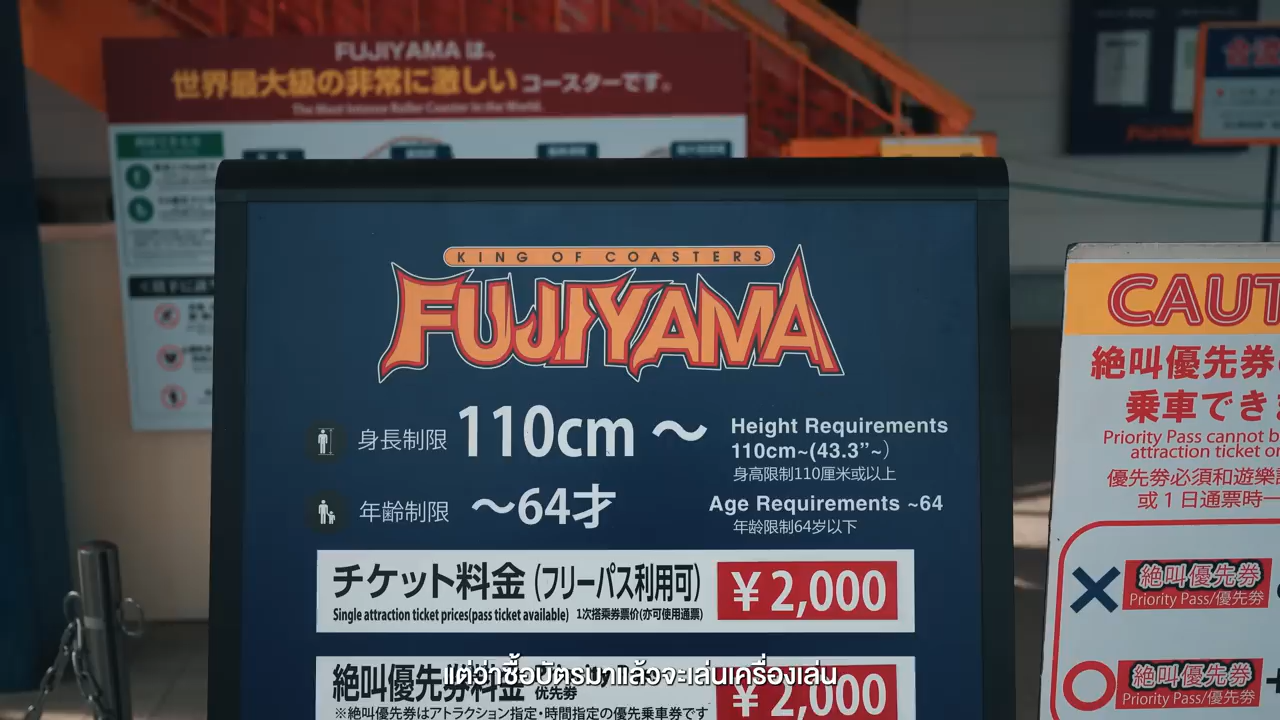 FUJIYAMA は、
世界最大級の非常に激しいコースターです。
The Most Intense Roller Coaster in the World.
KING OF COASTERS
FUJIYAMA
身長制限 110cm ～
Height Requirements
110cm~(43.3”~)
身高限制110厘米或以上
年齢制限 ～64才
Age Requirements ~64
年龄限制64岁以下
チケット料金 (フリーパス利用可)
Single attraction ticket prices(pass ticket available) 1次搭乘券票价(亦可使用通票)
¥ 2,000
絶叫優先券料金
优先券
※絶叫優先券はアトラクション指定・時間指定の優先乗車券です
¥ 2,000
CAUT
絶叫優先券
乗車でき
Priority Pass cannot b
attraction ticket or
優先券必須和遊樂
或１日通票時一
絶叫優先券
Priority Pass/優先券
絶叫優先券
Priority Pass/優先券
แต่ว่าซื้อบัตรมาแล้วจะเล่นเครื่องเล่น